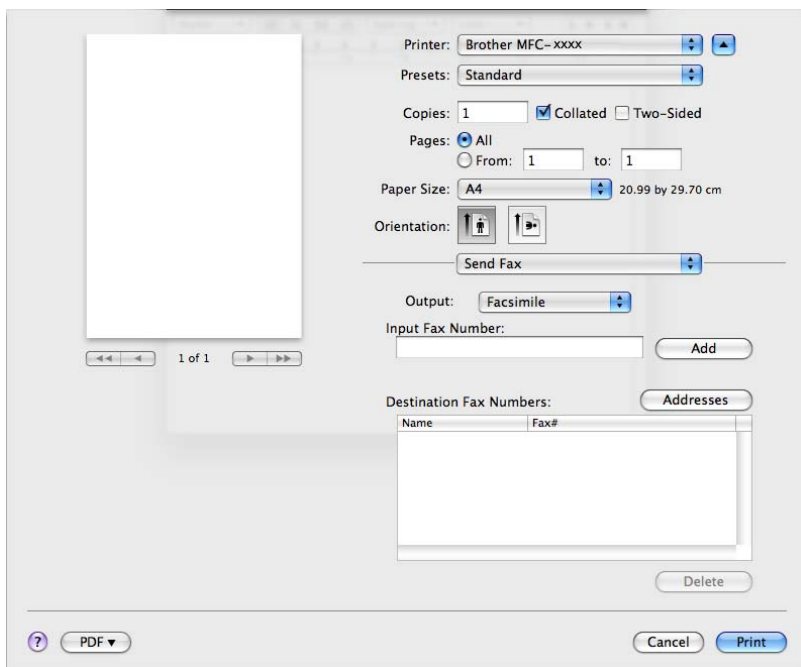 Printer: Brother MFC-xxxx
Presets: Standard
Copies: 1 Collated Two-Sided
Pages: All
From: 1 to: 1
Paper Size: A4 20.99 by 29.70 cm
Orientation:
Send Fax
Output: Facsimile
Input Fax Number:
Add
1 of 1
Destination Fax Numbers: Addresses
Name Fax#
Delete
? PDF Cancel Print